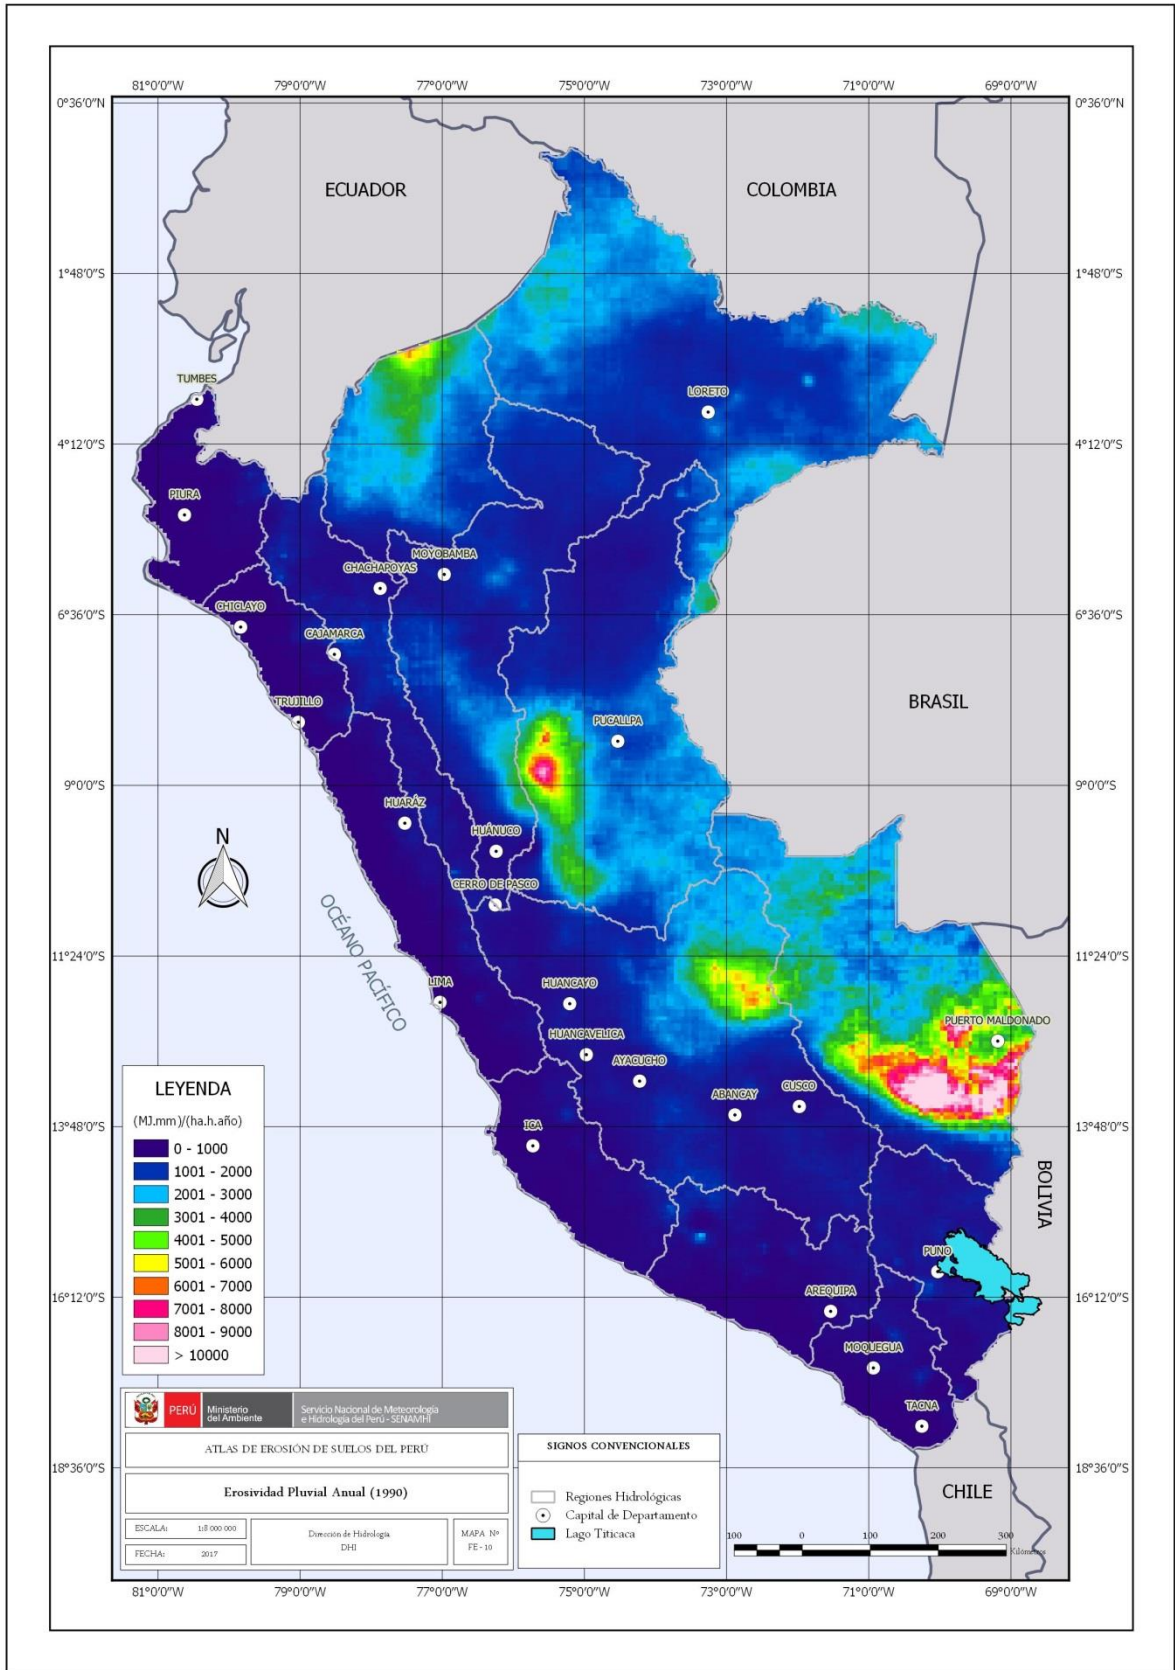 81°0'0"W 79°0'0"W 77°0'0"W 75°0'0"W 73°0'0"W 71°0'0"W 69°0'0"W
0°36'0"N 0°36'0"N
ECUADOR COLOMBIA
1°48'0"S 1°48'0"S
TUMBES
LORETO
4°12'0"S 4°12'0"S
PIURA
MOYOBAMBA
CHACHAPOYAS
6°36'0"S 6°36'0"S
CHICLAYO
CAJAMARCA
TRUJILLO BRASIL
PUCALLPA
9°0'0"S 9°0'0"S
HUARÁZ
N HUÁNUCO
CERRO DE PASCO
OCÉANO PACÍFICO
11°24'0"S 11°24'0"S
LIMA HUANCAYO
PUERTO MALDONADO
HUANCAVELICA
AYACUCHO
ABANCAY CUSCO
ICA
13°48'0"S 13°48'0"S
BOLIVIA
PUNO
AREQUIPA
16°12'0"S 16°12'0"S
MOQUEGUA
TACNA
18°36'0"S 18°36'0"S
CHILE
LEYENDA
(MJ.mm)/(ha.h.año)
0 - 1000
1001 - 2000
2001 - 3000
3001 - 4000
4001 - 5000
5001 - 6000
6001 - 7000
7001 - 8000
8001 - 9000
> 10000
PERÚ Ministerio del Ambiente Servicio Nacional de Meteorología e Hidrología del Perú - SENAMHI
ATLAS DE EROSIÓN DE SUELOS DEL PERÚ
Erosividad Pluvial Anual (1990)
ESCALA: 1:8 000 000
FECHA: 2017
Dirección de Hidrología
DHI
MAPA Nº
FE - 10
SIGNOS CONVENCIONALES
Regiones Hidrológicas
Capital de Departamento
Lago Titicaca
100 0 100 200 300
Kilómetros
81°0'0"W 79°0'0"W 77°0'0"W 75°0'0"W 73°0'0"W 71°0'0"W 69°0'0"W